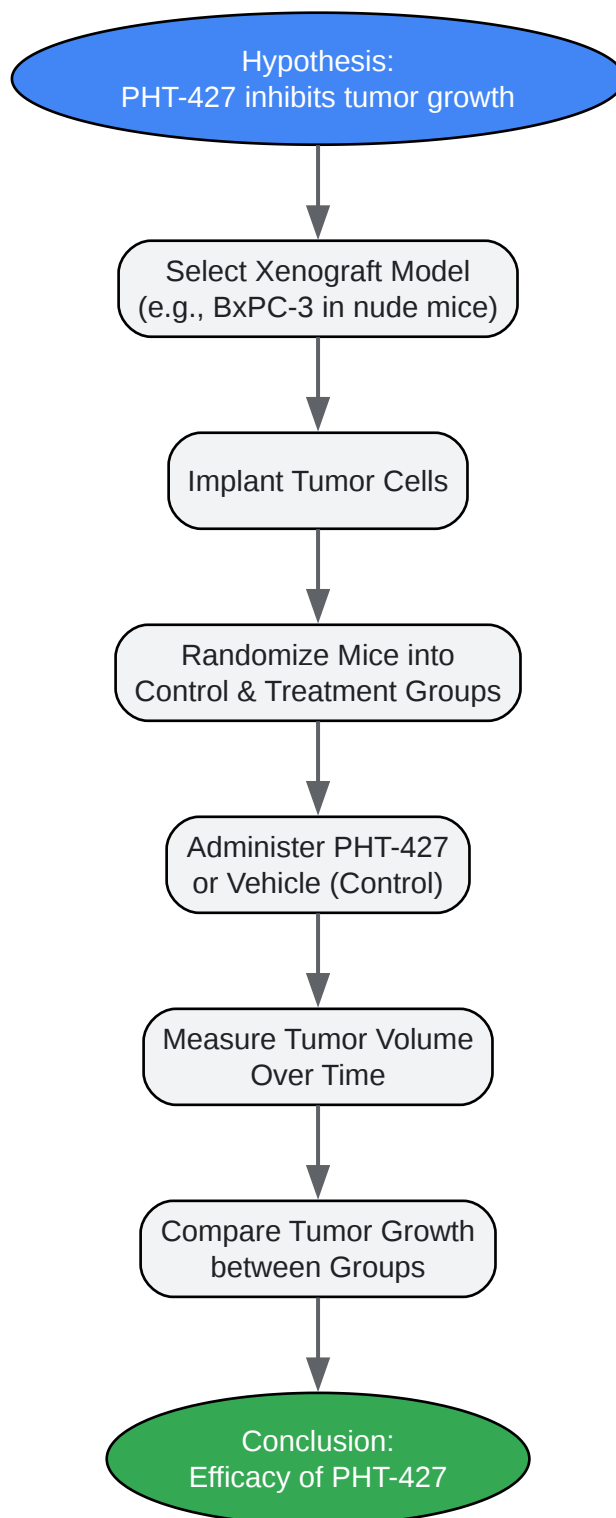 Hypothesis:
PHT-427 inhibits tumor growth
Select Xenograft Model
(e.g., BxPC-3 in nude mice)
Implant Tumor Cells
Randomize Mice into
Control & Treatment Groups
Administer PHT-427
or Vehicle (Control)
Measure Tumor Volume
Over Time
Compare Tumor Growth
between Groups
Conclusion:
Efficacy of PHT-427